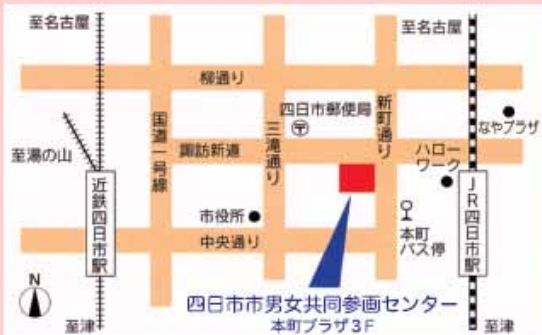 至名古屋
至名古屋
柳通り
四日市郵便局
〒
なやプラザ
国道一号線
三滝通り
新町通り
至湯の山
諏訪新道
ハロー
ワーク
近鉄四日市駅
JR四日市駅
市役所
本町
バス停
中央通り
N
四日市市男女共同参画センター
本町プラザ3F
至津
至津